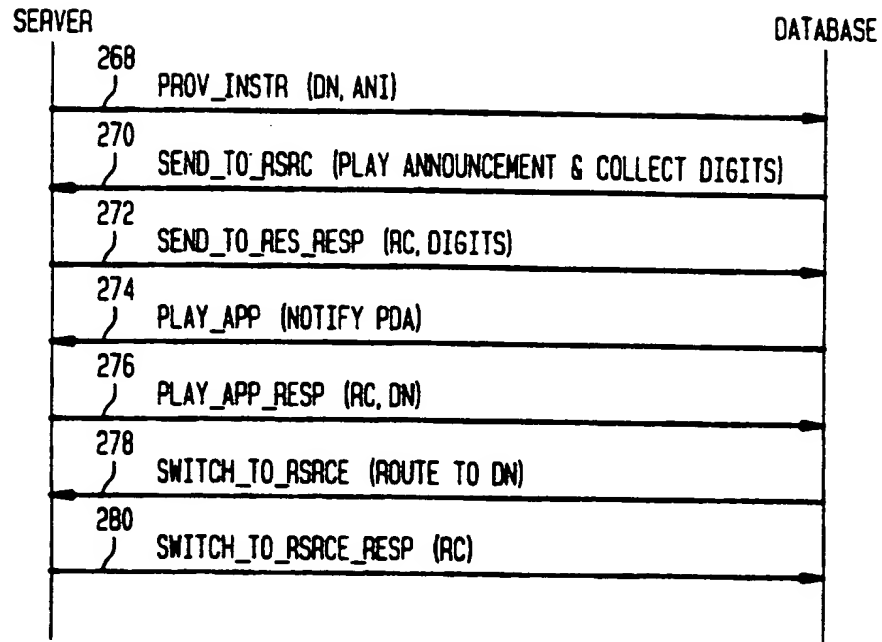 SERVER
DATABASE
268
PROV_INSTR (DN, ANI)
270
SEND_TO_RSRC (PLAY ANNOUNCEMENT & COLLECT DIGITS)
272
SEND_TO_RES_RESP (RC, DIGITS)
274
PLAY_APP (NOTIFY PDA)
276
PLAY_APP_RESP (RC, DN)
278
SWITCH_TO_RSRCE (ROUTE TO DN)
280
SWITCH_TO_RSRCE_RESP (RC)